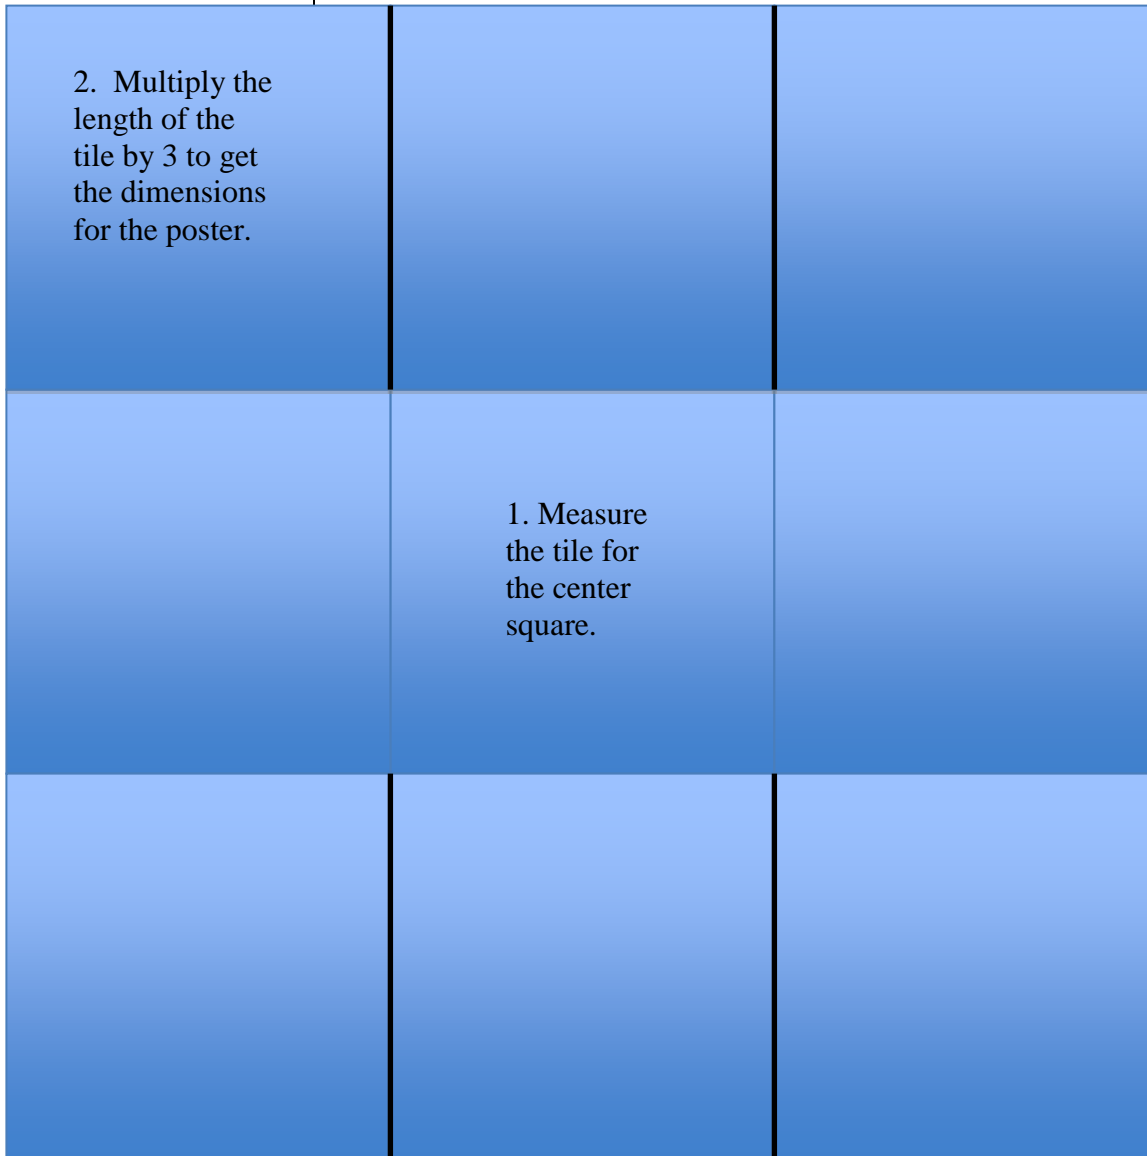 2.  Multiply the
length of the
tile by 3 to get
the dimensions
for the poster.
1. Measure
the tile for
the center
square.